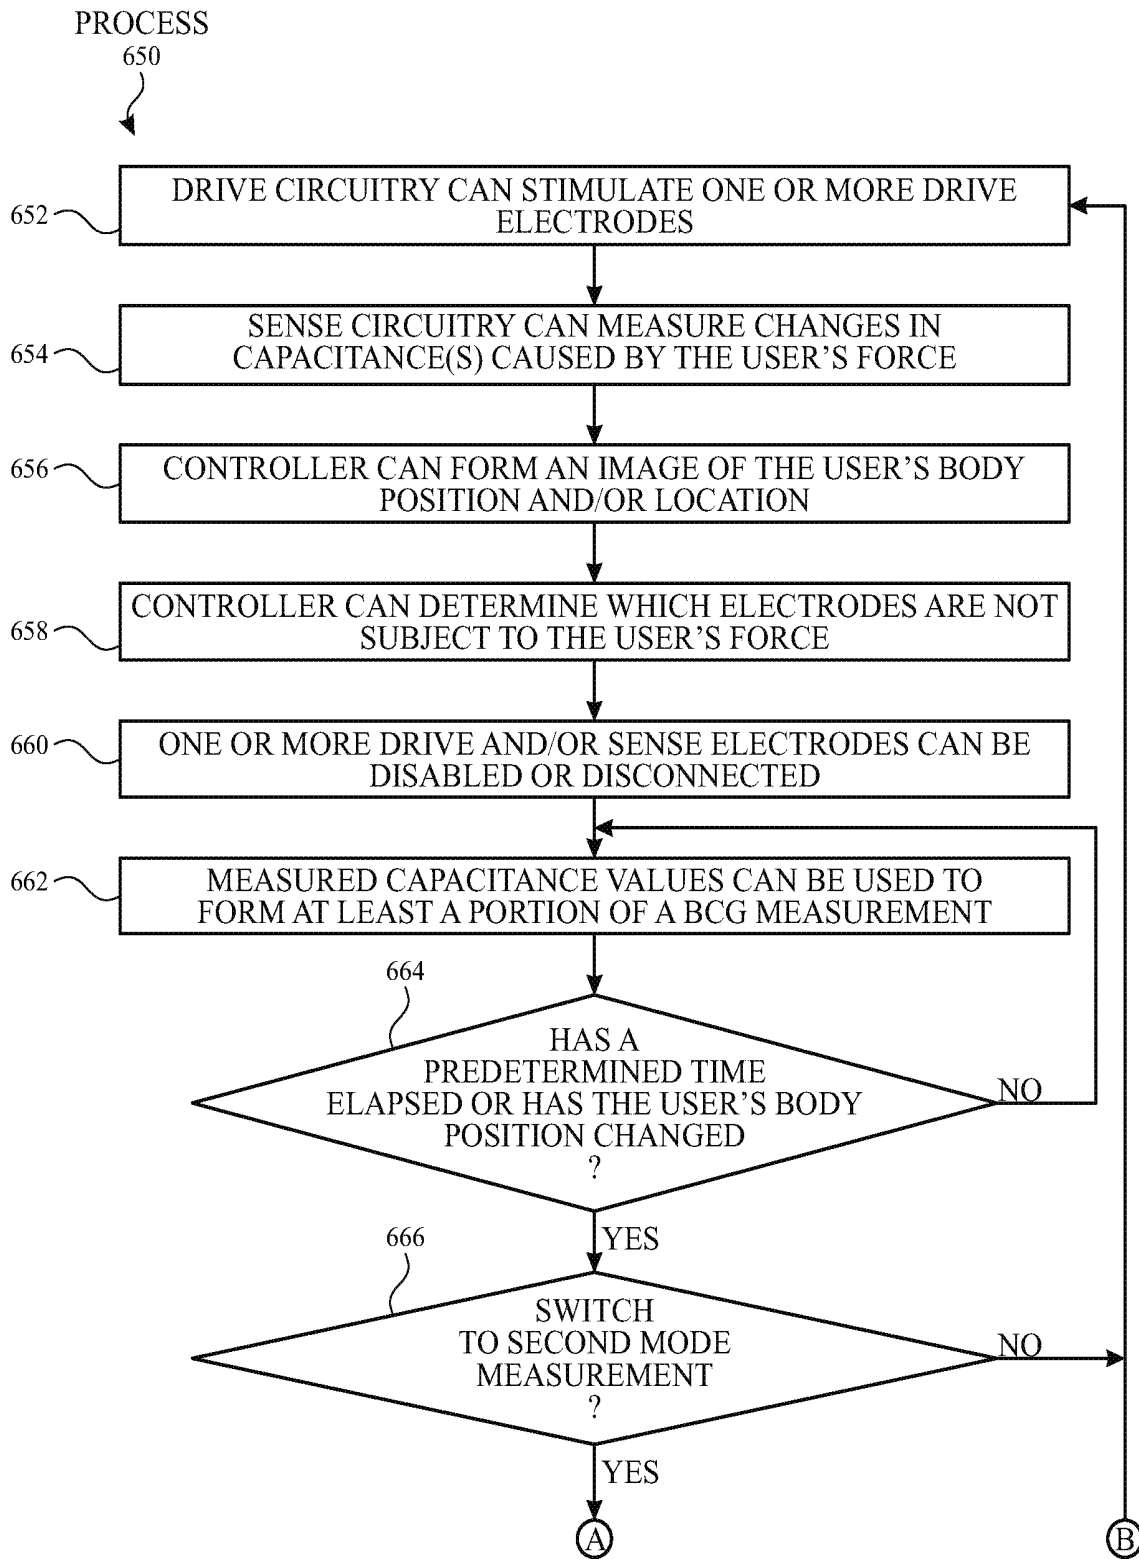 PROCESS
650
652
DRIVE CIRCUITRY CAN STIMULATE ONE OR MORE DRIVE
ELECTRODES
654
SENSE CIRCUITRY CAN MEASURE CHANGES IN
CAPACITANCE(S) CAUSED BY THE USER'S FORCE
656
CONTROLLER CAN FORM AN IMAGE OF THE USER'S BODY
POSITION AND/OR LOCATION
658
CONTROLLER CAN DETERMINE WHICH ELECTRODES ARE NOT
SUBJECT TO THE USER'S FORCE
660
ONE OR MORE DRIVE AND/OR SENSE ELECTRODES CAN BE
DISABLED OR DISCONNECTED
662
MEASURED CAPACITANCE VALUES CAN BE USED TO
FORM AT LEAST A PORTION OF A BCG MEASUREMENT
664
HAS A
PREDETERMINED TIME
ELAPSED OR HAS THE USER'S BODY
POSITION CHANGED
?
NO
YES
666
SWITCH
TO SECOND MODE
MEASUREMENT
?
NO
YES
A
B